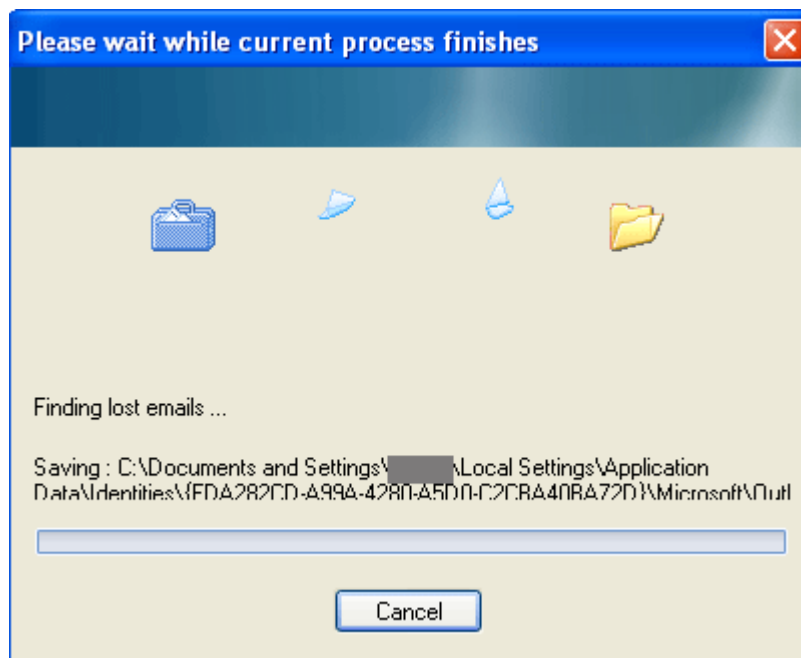 Please wait while current process finishes
Finding lost emails ...
Saving : C:\Documents and Settings\ \Local Settings\Application
Data\Identities\{FDA282CD-A99A-4280-A5D0-C2CBA40BA72D}\Microsoft\Outl
Cancel